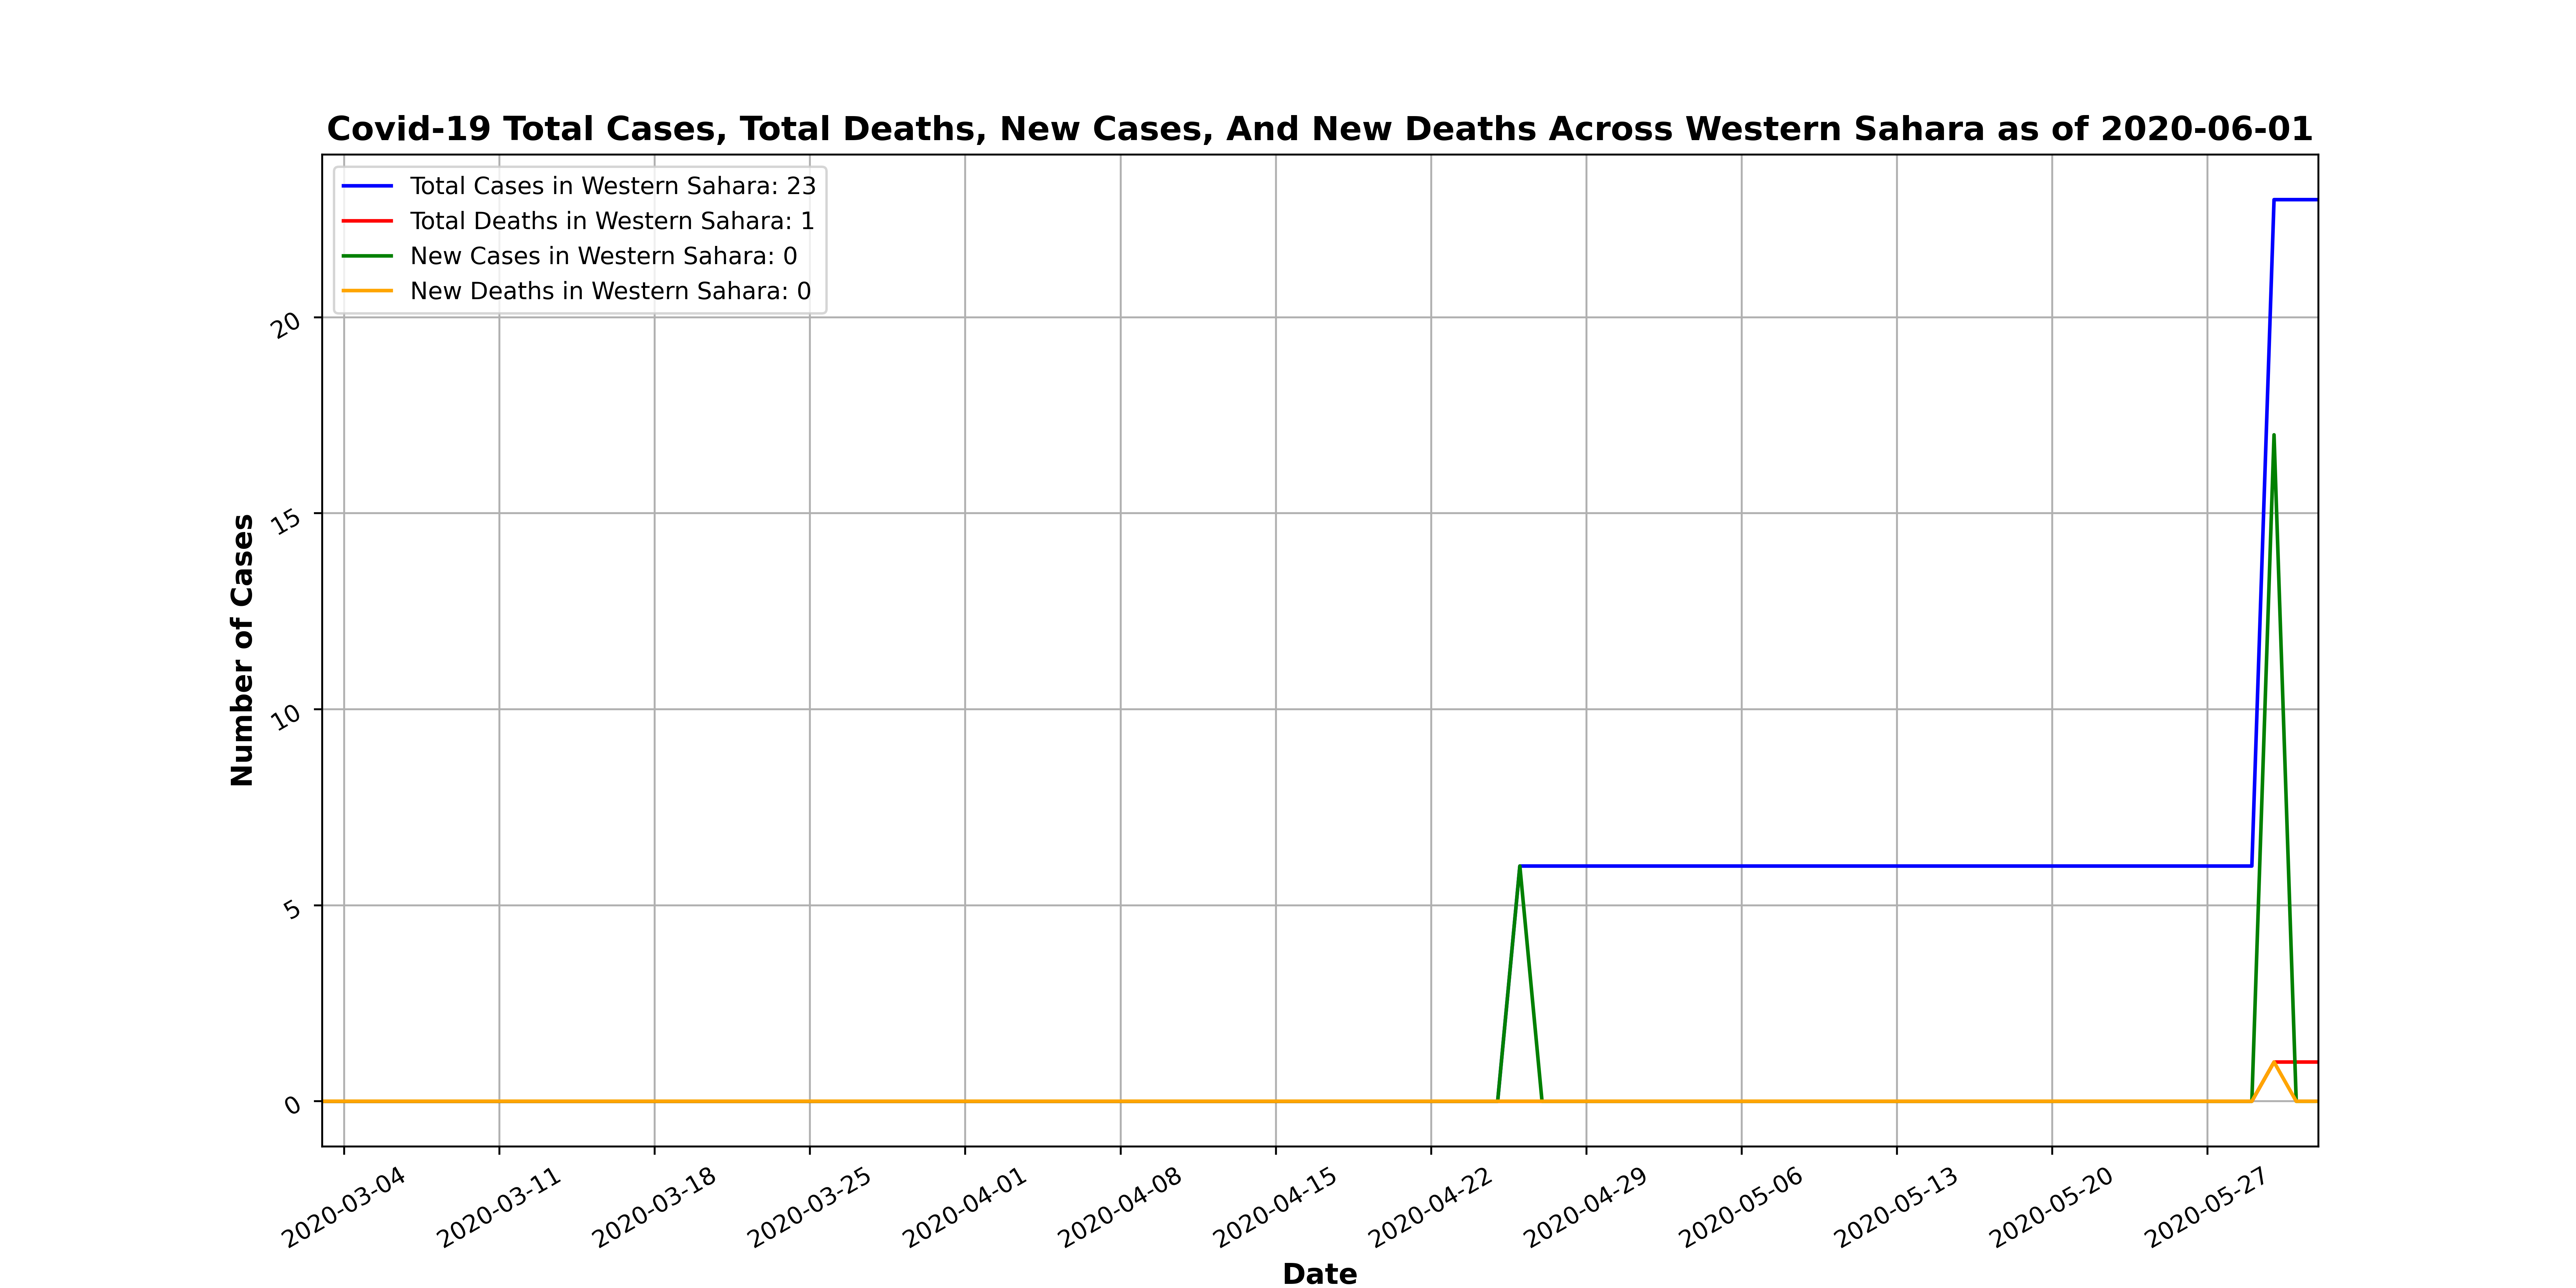 Covid-19 Total Cases, Total Deaths, New Cases, And New Deaths Across Western Sahara as of 2020-06-01
Total Cases in Western Sahara: 23
Total Deaths in Western Sahara: 1
New Cases in Western Sahara: 0
New Deaths in Western Sahara: 0
20
15
10
5
0
Number of Cases
2020-03-04
2020-03-11
2020-03-18
2020-03-25
2020-04-01
2020-04-08
2020-04-15
2020-04-22
2020-04-29
2020-05-06
2020-05-13
2020-05-20
2020-05-27
Date